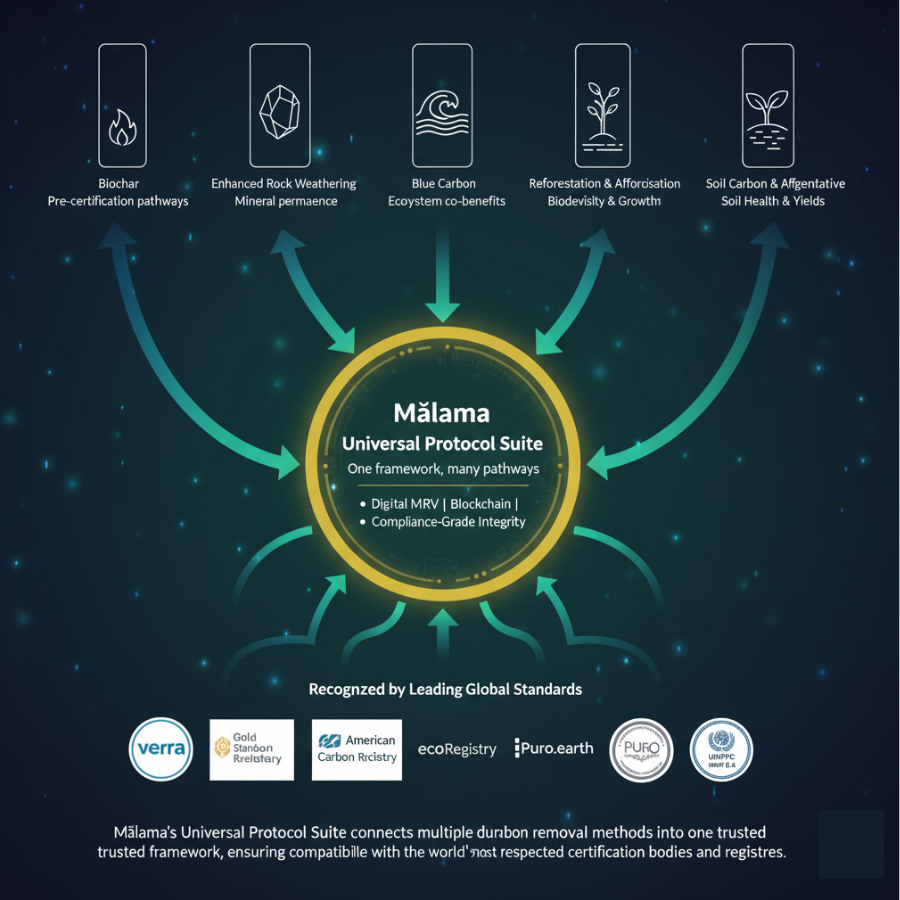 Biochar
Pre-certification pathways
Enhanced Rock Weathering
Mineral permaence
Blue Carbon
Ecoystem co-benefits
Reforestation & Afforcisation
Biodevisity & Growth
Soil Carbon & Affgentative
Soil Health & Yields
Mălama
Universal Protocol Suite
One framework, many pathways
• Digital MRV | Blockchain |
• Compliance-Grade Integrity
Recognzed by Leading Global Standards
verra
Gold
Stanbon
American
Carbon Rıcistry
ecoRegistry
Puro.earth
PURO
Mălama's Universal Protocol Suite connects multiple durbon removal methods into one trusted
trusted framework, ensuring compatibille with the world's respected certification bodies and registres.